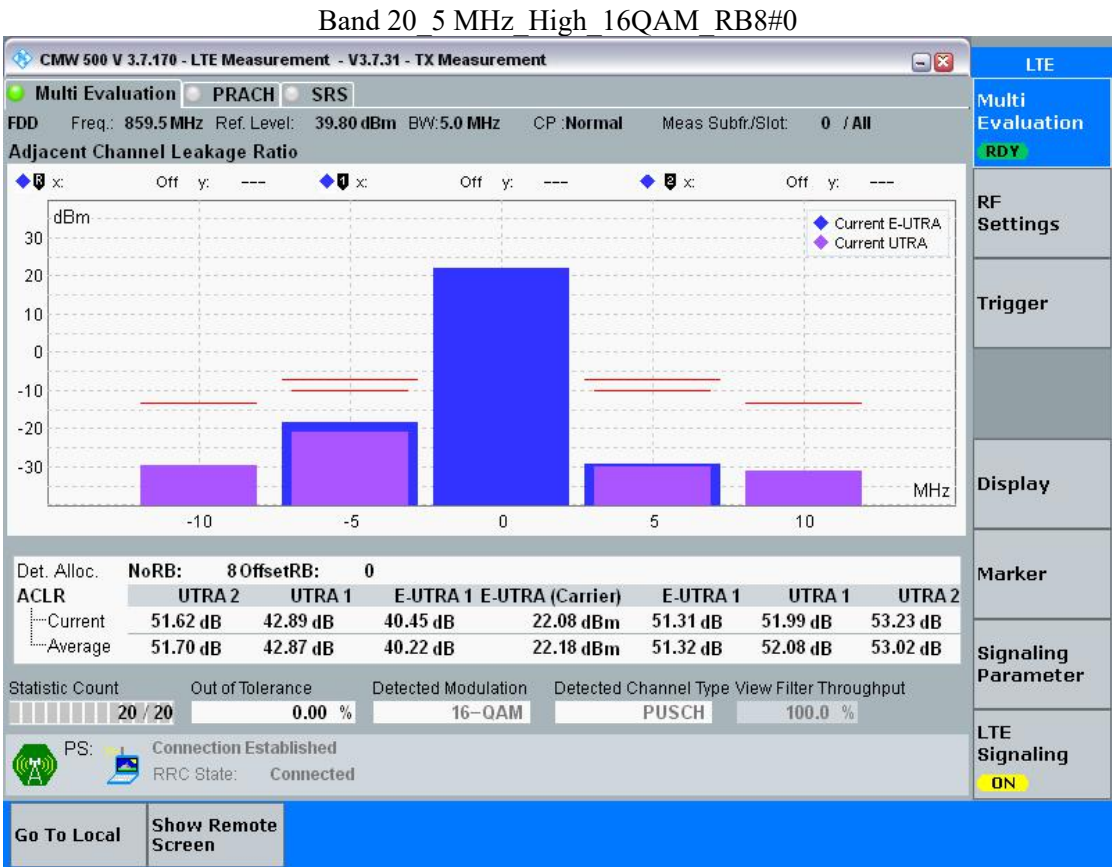 Band 20_5 MHz_High_16QAM_RB8#0
CMW 500 V 3.7.170 - LTE Measurement - V3.7.31 - TX Measurement
LTE
Multi Evaluation PRACH SRS
Multi Evaluation
RDY
FDD Freq.: 859.5 MHz Ref. Level: 39.80 dBm BW: 5.0 MHz CP : Normal Meas Subfr./Slot: 0 / All
Adjacent Channel Leakage Ratio
R x: Off y: --- 1 x: Off y: --- 2 x: Off y: ---
RF Settings
dBm
Current E-UTRA
Current UTRA
30
20
10
0
-10
-20
-30
MHz
-10 -5 0 5 10
Trigger
Display
Marker
Det. Alloc. NoRB: 8 OffsetRB: 0
ACLR UTRA 2 UTRA 1 E-UTRA 1 E-UTRA (Carrier) E-UTRA 1 UTRA 1 UTRA 2
Current 51.62 dB 42.89 dB 40.45 dB 22.08 dBm 51.31 dB 51.99 dB 53.23 dB
Average 51.70 dB 42.87 dB 40.22 dB 22.18 dBm 51.32 dB 52.08 dB 53.02 dB
Signaling Parameter
Statistic Count Out of Tolerance Detected Modulation Detected Channel Type View Filter Throughput
20 / 20 0.00 % 16-QAM PUSCH 100.0 %
PS: Connection Established
RRC State: Connected
LTE Signaling
ON
Go To Local
Show Remote Screen